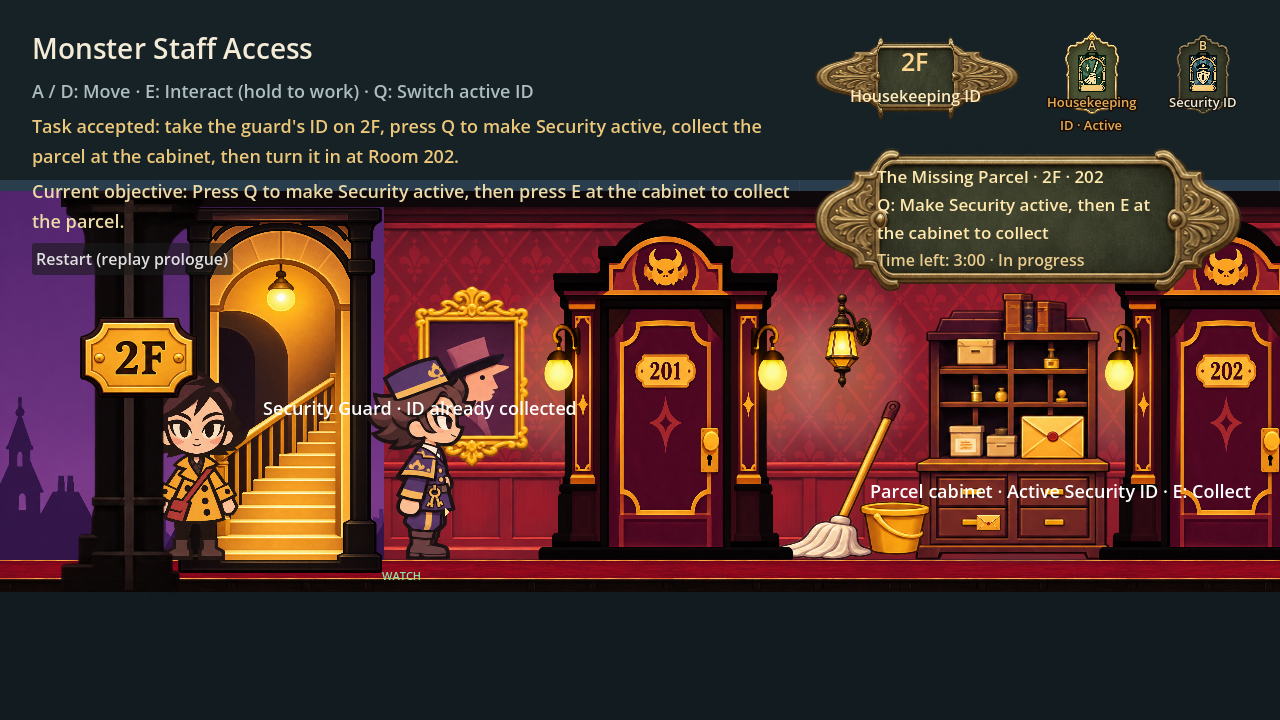 Monster Staff Access
A / D: Move · E: Interact (hold to work) · Q: Switch active ID
Task accepted: take the guard's ID on 2F, press Q to make Security active, collect the
parcel at the cabinet, then turn it in at Room 202.
Current objective: Press Q to make Security active, then press E at the cabinet to collect
the parcel.
Restart (replay prologue)
2F
Housekeeping ID
A
Housekeeping
ID · Active
B
Security ID
The Missing Parcel · 2F · 202
Q: Make Security active, then E at
the cabinet to collect
Time left: 3:00 · In progress
2F
201
202
Security Guard · ID already collected
Parcel cabinet · Active Security ID · E: Collect
WATCH